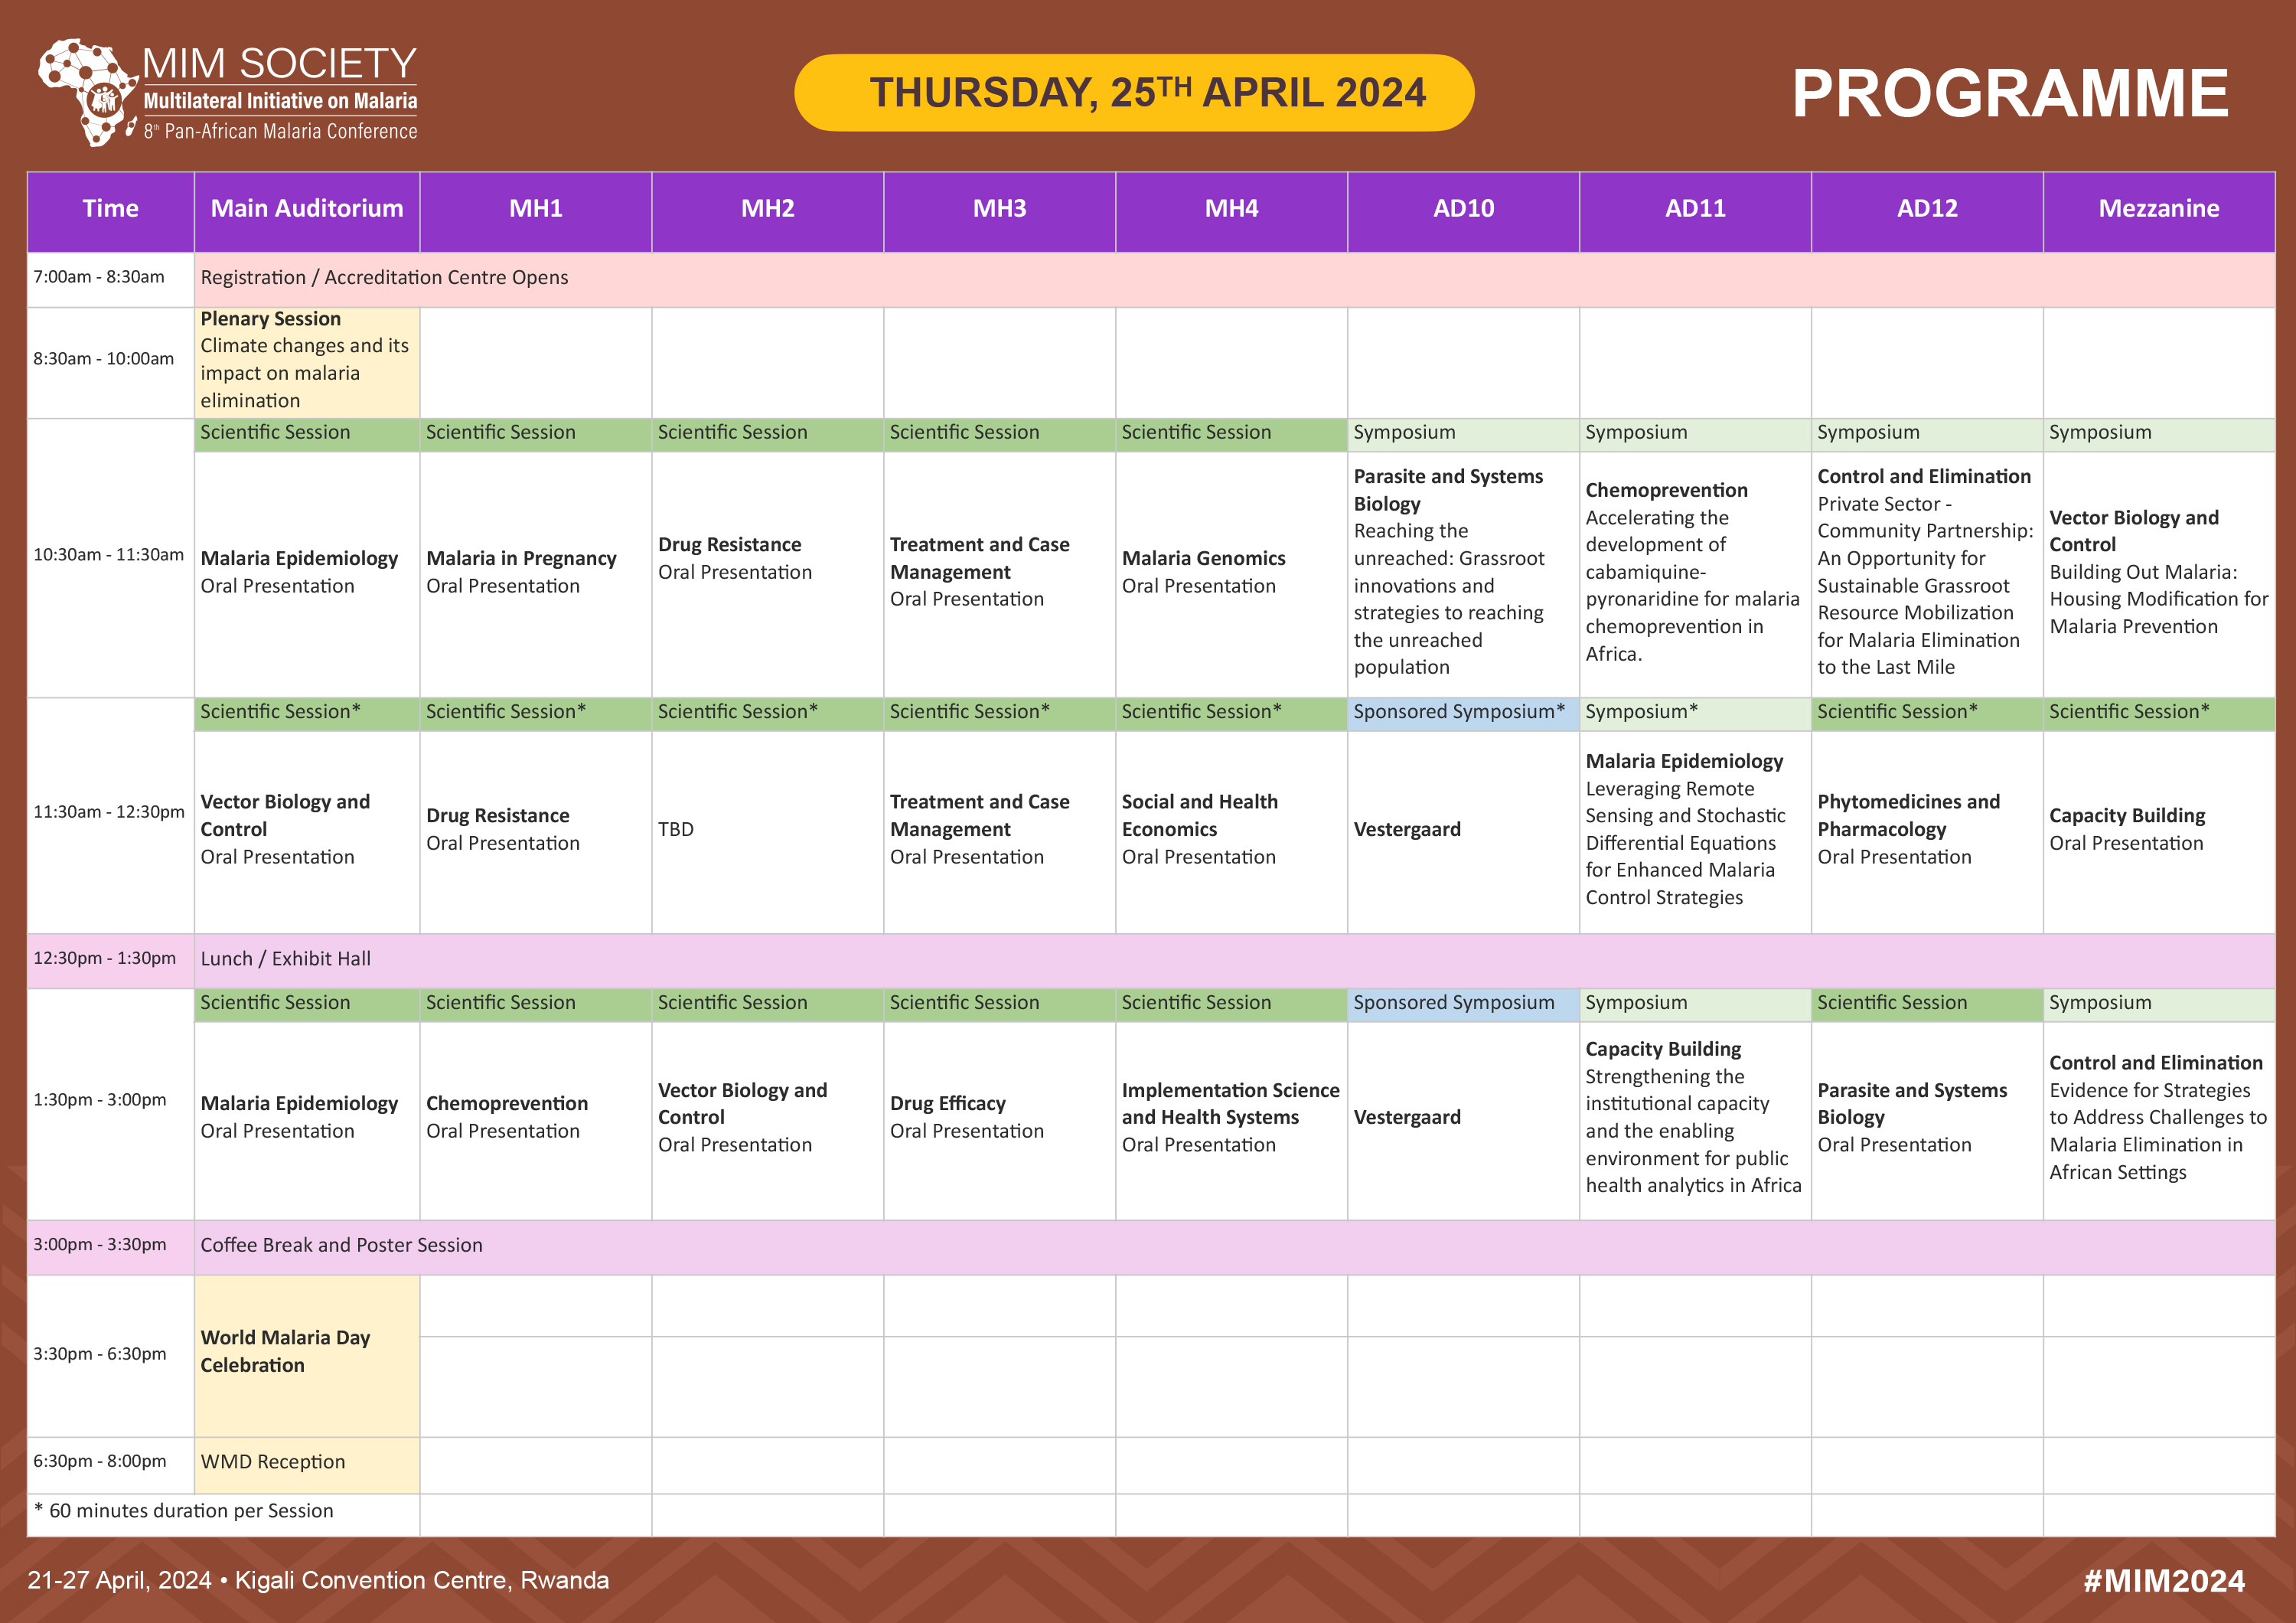 MIM SOCIETY
Multilateral Initiative on Malaria
8th Pan-African Malaria Conference
THURSDAY, 25TH APRIL 2024
PROGRAMME
Time
Main Auditorium
MH1
MH2
MH3
MH4
AD10
AD11
AD12
Mezzanine
7:00am - 8:30am
Registration / Accreditation Centre Opens
8:30am - 10:00am
Plenary Session
Climate changes and its
impact on malaria
elimination
10:30am - 11:30am
Scientific Session
Malaria Epidemiology
Oral Presentation
Scientific Session
Malaria in Pregnancy
Oral Presentation
Scientific Session
Drug Resistance
Oral Presentation
Scientific Session
Treatment and Case
Management
Oral Presentation
Scientific Session
Malaria Genomics
Oral Presentation
Symposium
Parasite and Systems
Biology
Reaching the
unreached: Grassroot
innovations and
strategies to reaching
the unreached
population
Symposium
Chemoprevention
Accelerating the
development of
cabamiquine-
pyronaridine for malaria
chemoprevention in
Africa.
Symposium
Control and Elimination
Private Sector -
Community Partnership:
An Opportunity for
Sustainable Grassroot
Resource Mobilization
for Malaria Elimination
to the Last Mile
Symposium
Vector Biology and
Control
Building Out Malaria:
Housing Modification for
Malaria Prevention
11:30am - 12:30pm
Scientific Session*
Vector Biology and
Control
Oral Presentation
Scientific Session*
Drug Resistance
Oral Presentation
Scientific Session*
TBD
Scientific Session*
Treatment and Case
Management
Oral Presentation
Scientific Session*
Social and Health
Economics
Oral Presentation
Sponsored Symposium*
Vestergaard
Symposium*
Malaria Epidemiology
Leveraging Remote
Sensing and Stochastic
Differential Equations
for Enhanced Malaria
Control Strategies
Scientific Session*
Phytomedicines and
Pharmacology
Oral Presentation
Scientific Session*
Capacity Building
Oral Presentation
12:30pm - 1:30pm
Lunch / Exhibit Hall
1:30pm - 3:00pm
Scientific Session
Malaria Epidemiology
Oral Presentation
Scientific Session
Chemoprevention
Oral Presentation
Scientific Session
Vector Biology and
Control
Oral Presentation
Scientific Session
Drug Efficacy
Oral Presentation
Scientific Session
Implementation Science
and Health Systems
Oral Presentation
Sponsored Symposium
Vestergaard
Symposium
Capacity Building
Strengthening the
institutional capacity
and the enabling
environment for public
health analytics in Africa
Scientific Session
Parasite and Systems
Biology
Oral Presentation
Symposium
Control and Elimination
Evidence for Strategies
to Address Challenges to
Malaria Elimination in
African Settings
3:00pm - 3:30pm
Coffee Break and Poster Session
3:30pm - 6:30pm
World Malaria Day
Celebration
6:30pm - 8:00pm
WMD Reception
* 60 minutes duration per Session
21-27 April, 2024 • Kigali Convention Centre, Rwanda
#MIM2024